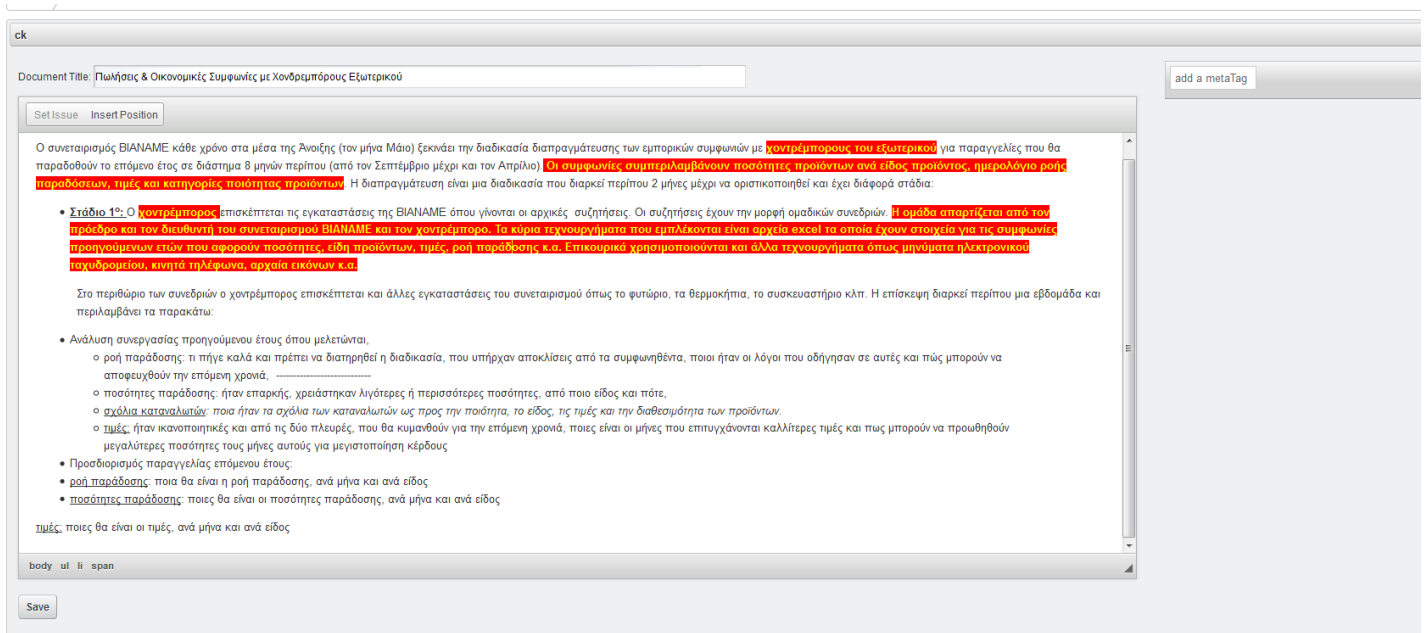 ck
Document Title: Πωλήσεις & Οικονομικές Συμφωνίες με Χονδρεμπόρους Εξωτερικού
add a metaTag
Set Issue Insert Position
Ο συνεταιρισμός ΒΙΑΝΑΜΕ κάθε χρόνο στα μέσα της Άνοιξης (τον μήνα Μάιο) ξεκινάει την διαδικασία διαπραγμάτευσης των εμπορικών συμφωνιών με χοντρέμπορους του εξωτερικού για παραγγελίες που θα
παραδοθούν το επόμενο έτος σε διάστημα 8 μηνών περίπου (από τον Σεπτέμβριο μέχρι και τον Απρίλιο). Οι συμφωνίες συμπεριλαμβάνουν ποσότητες προϊόντων ανά είδος προϊόντος, ημερολόγιο ροής
παραδόσεων, τιμές και κατηγορίες ποιότητας προϊόντων. Η διαπραγμάτευση είναι μια διαδικασία που διαρκεί περίπου 2 μήνες μέχρι να οριστικοποιηθεί και έχει διάφορά στάδια:
• Στάδιο 1ο: Ο χοντρέμπορος επισκέπτεται τις εγκαταστάσεις της ΒΙΑΝΑΜΕ όπου γίνονται οι αρχικές συζητήσεις. Οι συζητήσεις έχουν την μορφή ομαδικών συνεδριών. Η ομάδα απαρτίζεται από τον
πρόεδρο και τον διευθυντή του συνεταιρισμού ΒΙΑΝΑΜΕ και τον χοντρέμπορο. Τα κύρια τεχνουργήματα που εμπλέκονται είναι αρχεία excel τα οποία έχουν στοιχεία για τις συμφωνίες
προηγούμενων ετών που αφορούν ποσότητες, είδη προϊόντων, τιμές, ροή παράδοσης κ.α. Επικουρικά χρησιμοποιούνται και άλλα τεχνουργήματα όπως μηνύματα ηλεκτρονικού
ταχυδρομείου, κινητά τηλέφωνα, αρχαία εικόνων κ.α.
Στο περιθώριο των συνεδριών ο χοντρέμπορος επισκέπτεται και άλλες εγκαταστάσεις του συνεταιρισμού όπως το φυτώριο, τα θερμοκήπια, το συσκευαστήριο κλπ. Η επίσκεψη διαρκεί περίπου μια εβδομάδα και
περιλαμβάνει τα παρακάτω:
• Ανάλυση συνεργασίας προηγούμενου έτους όπου μελετώνται,
o ροή παράδοσης: τι πήγε καλά και πρέπει να διατηρηθεί η διαδικασία, που υπήρχαν αποκλίσεις από τα συμφωνηθέντα, ποιοι ήταν οι λόγοι που οδήγησαν σε αυτές και πώς μπορούν να
αποφευχθούν την επόμενη χρονιά, ----------------------------
o ποσότητες παράδοσης: ήταν επαρκής, χρειάστηκαν λιγότερες ή περισσότερες ποσότητες, από ποιο είδος και πότε,
o σχόλια καταναλωτών: ποια ήταν τα σχόλια των καταναλωτών ως προς την ποιότητα, το είδος, τις τιμές και την διαθεσιμότητα των προϊόντων.
o τιμές: ήταν ικανοποιητικές και από τις δύο πλευρές, που θα κυμανθούν για την επόμενη χρονιά, ποιες είναι οι μήνες που επιτυγχάνονται καλλίτερες τιμές και πως μπορούν να προωθηθούν
μεγαλύτερες ποσότητες τους μήνες αυτούς για μεγιστοποίηση κέρδους
• Προσδιορισμός παραγγελίας επόμενου έτους:
• ροή παράδοσης: ποια θα είναι η ροή παράδοσης, ανά μήνα και ανά είδος
• ποσότητες παράδοσης: ποιες θα είναι οι ποσότητες παράδοσης, ανά μήνα και ανά είδος
τιμές: ποιες θα είναι οι τιμές, ανά μήνα και ανά είδος
body ul li span
Save